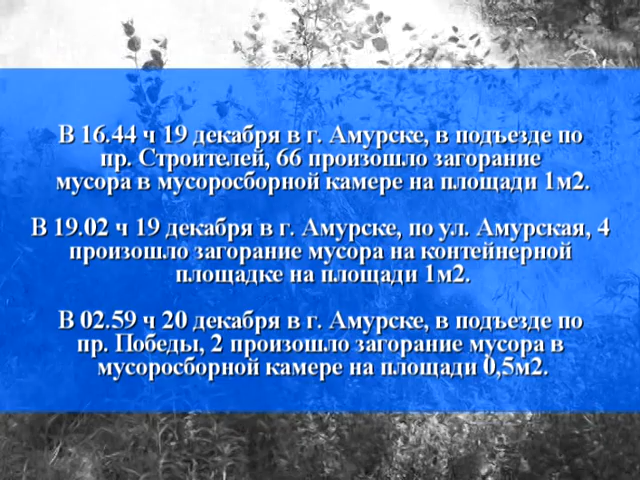 В 16.44 ч 19 декабря в г. Амурске, в подъезде по
пр. Строителей, 66 произошло загорание
мусора в мусоросборной камере на площади 1м2.
В 19.02 ч 19 декабря в г. Амурске, по ул. Амурская, 4
произошло загорание мусора на контейнерной
площадке на площади 1м2.
В 02.59 ч 20 декабря в г. Амурске, в подъезде по
пр. Победы, 2 произошло загорание мусора в
мусоросборной камере на площади 0,5м2.